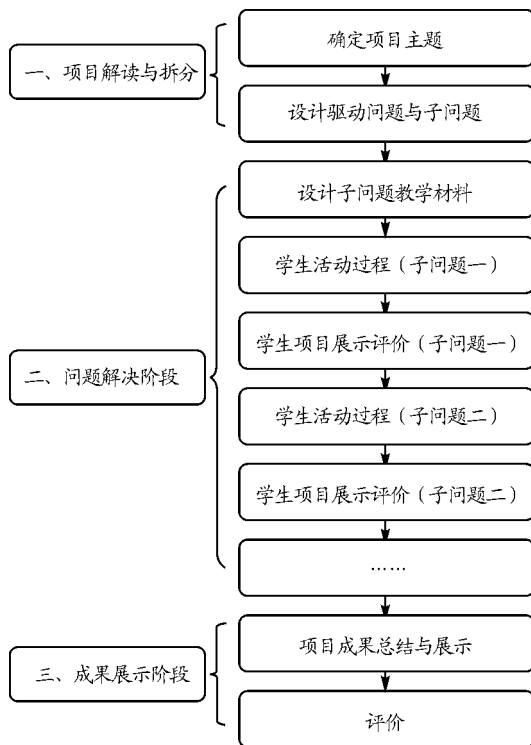 确定项目主题
一、项目解读与拆分
设计驱动问题与子问题
设计子问题教学材料
学生活动过程（子问题一）
学生项目展示评价（子问题一）
二、问题解决阶段
学生活动过程（子问题二）
学生项目展示评价（子问题二）
……
项目成果总结与展示
三、成果展示阶段
评价